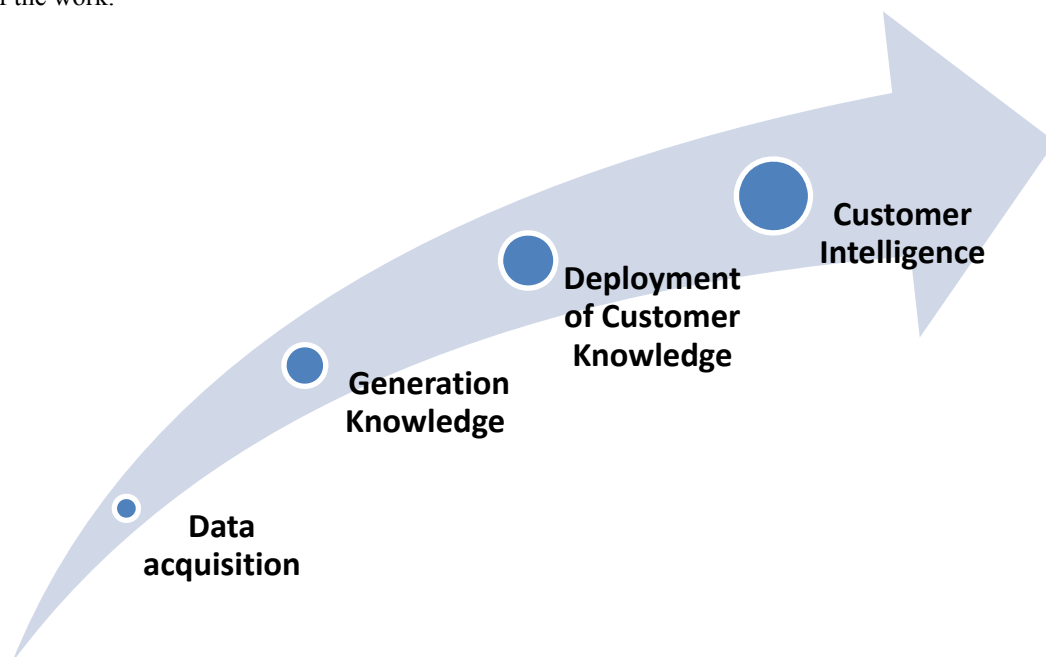 the work.
Customer
Intelligence
Deployment
of Customer
Knowledge
Generation
Knowledge
Data
acquisition